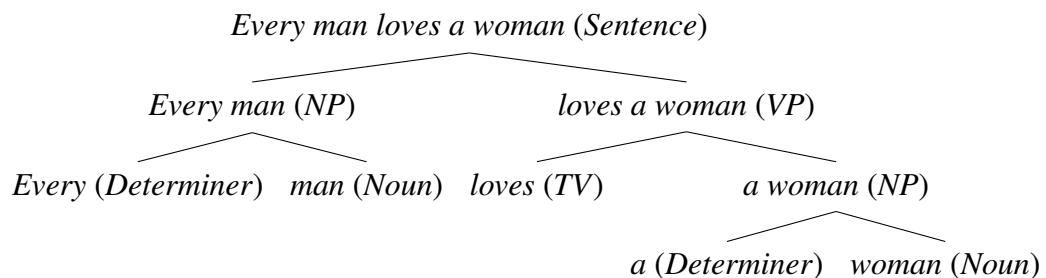 Every man loves a woman (Sentence)
Every man (NP) loves a woman (VP)
Every (Determiner) man (Noun) loves (TV) a woman (NP)
a (Determiner) woman (Noun)